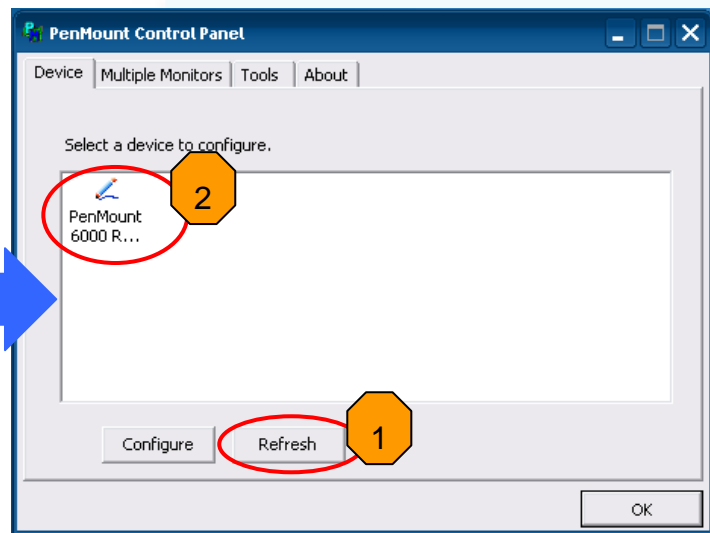 PenMount Control Panel
Device Multiple Monitors Tools About
Select a device to configure.
2
PenMount
6000 R...
1
Configure Refresh
OK